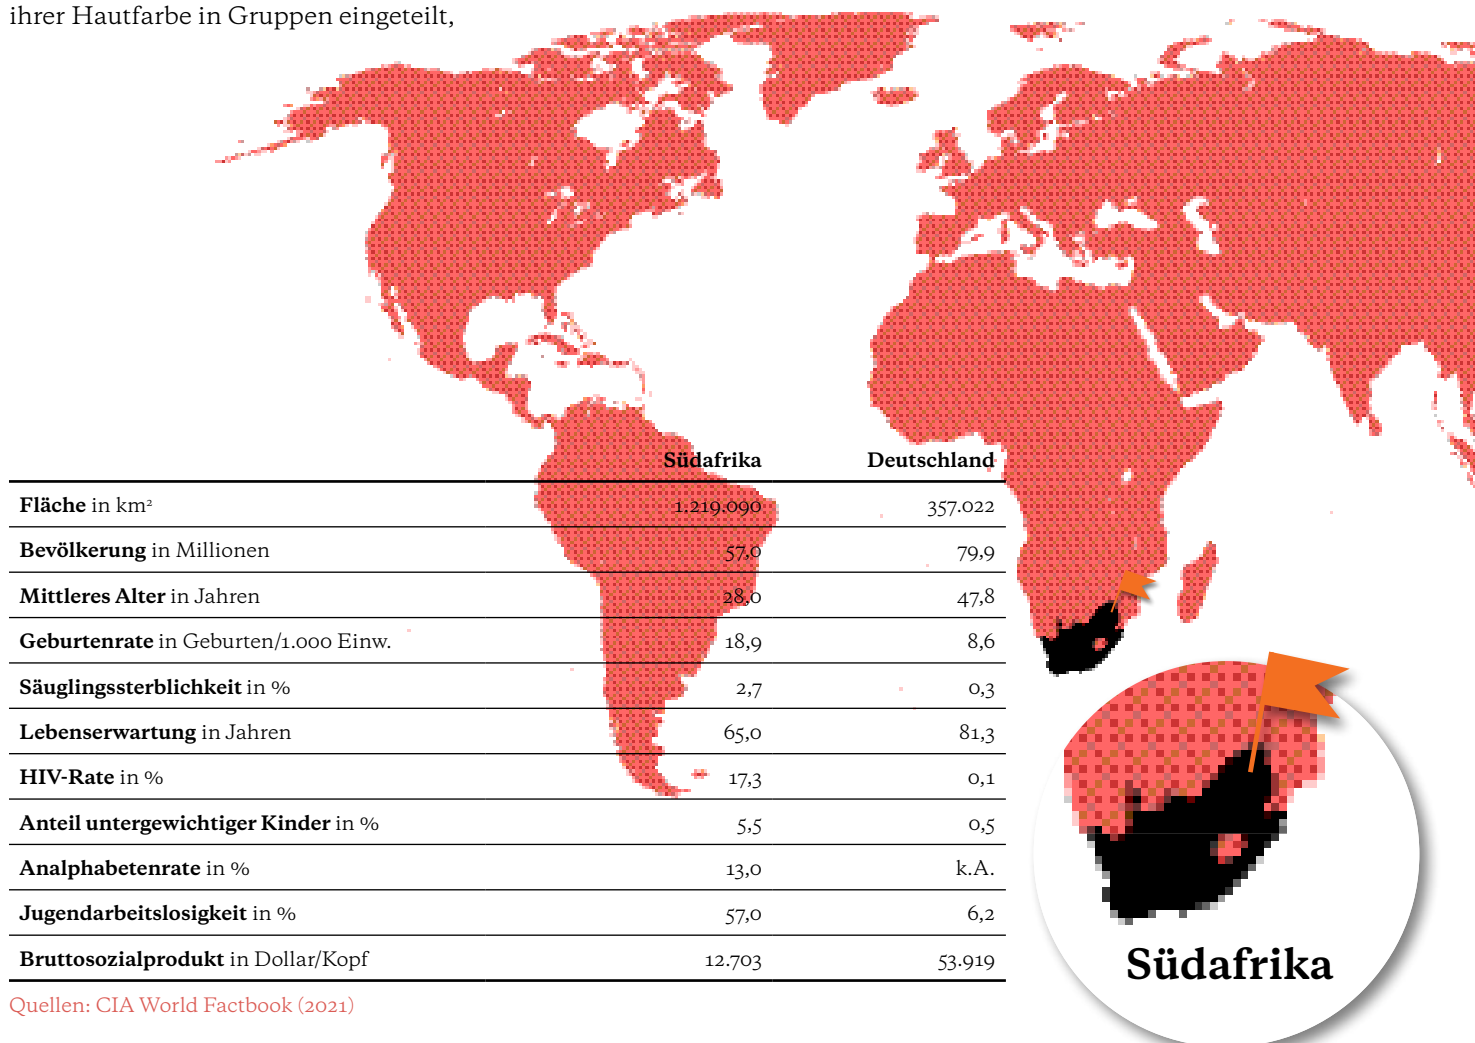 ihrer Hautfarbe in Gruppen eingeteilt,
Südafrika Deutschland
Fläche in km² 1.219.090 357.022
Bevölkerung in Millionen 57,0 79,9
Mittleres Alter in Jahren 28,0 47,8
Geburtenrate in Geburten/1.000 Einw. 18,9 8,6
Säuglingssterblichkeit in % 2,7 0,3
Lebenserwartung in Jahren 65,0 81,3
HIV-Rate in % 17,3 0,1
Anteil untergewichtiger Kinder in % 5,5 0,5
Analphabetenrate in % 13,0 k.A.
Jugendarbeitslosigkeit in % 57,0 6,2
Bruttosozialprodukt in Dollar/Kopf 12.703 53.919
Quellen: CIA World Factbook (2021)
Südafrika